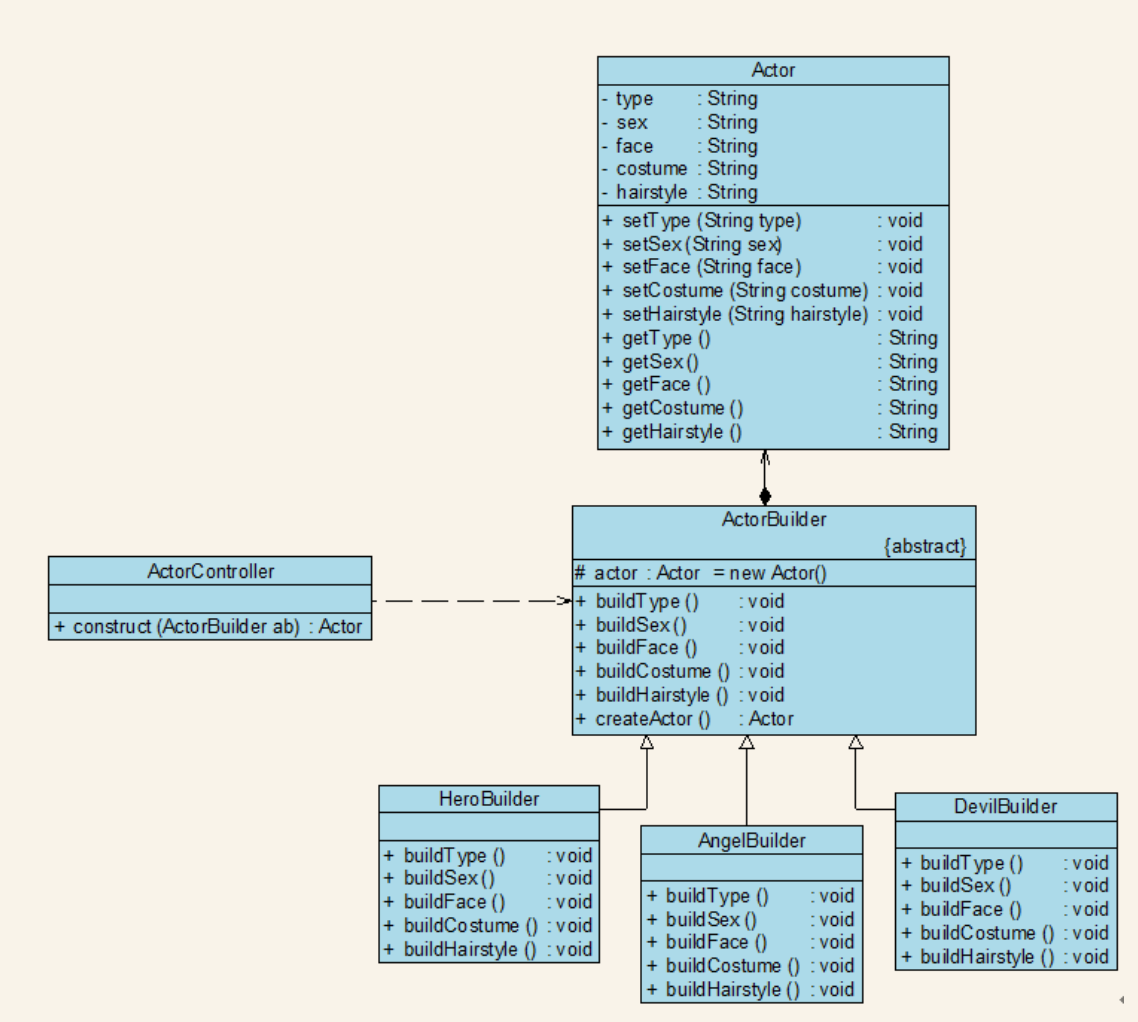 Actor
- type : String
- sex : String
- face : String
- costume : String
- hairstyle : String
+ setType (String type) : void
+ setSex (String sex) : void
+ setFace (String face) : void
+ setCostume (String costume) : void
+ setHairstyle (String hairstyle) : void
+ getType () : String
+ getSex () : String
+ getFace () : String
+ getCostume () : String
+ getHairstyle () : String
ActorBuilder
{abstract}
# actor : Actor = new Actor()
+ buildType () : void
+ buildSex () : void
+ buildFace () : void
+ buildCostume () : void
+ buildHairstyle () : void
+ createActor () : Actor
ActorController
+ construct (ActorBuilder ab) : Actor
HeroBuilder
+ buildType () : void
+ buildSex () : void
+ buildFace () : void
+ buildCostume () : void
+ buildHairstyle () : void
AngelBuilder
+ buildType () : void
+ buildSex () : void
+ buildFace () : void
+ buildCostume () : void
+ buildHairstyle () : void
DevilBuilder
+ buildType () : void
+ buildSex () : void
+ buildFace () : void
+ buildCostume () : void
+ buildHairstyle () : void